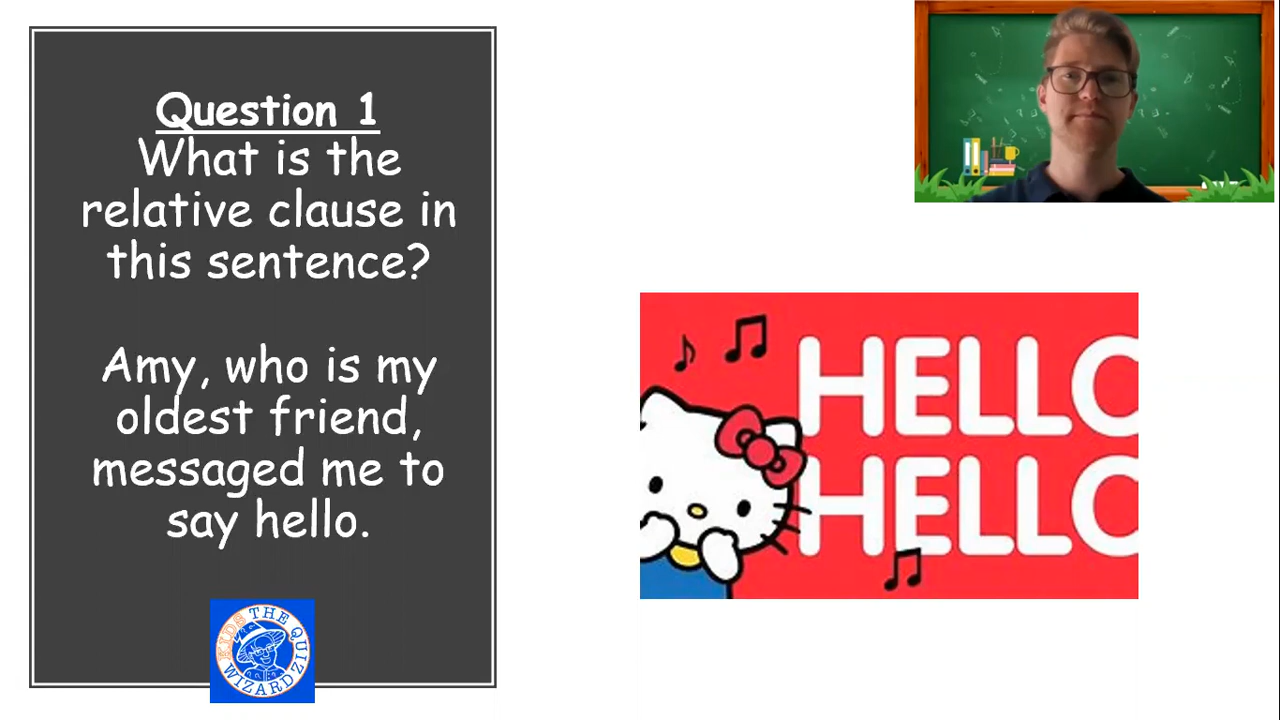 Question 1
What is the
relative clause in
this sentence?
Amy, who is my
oldest friend,
messaged me to
say hello.
HELLO
HELLO
KIDS THE QUIZ WIZARDZ